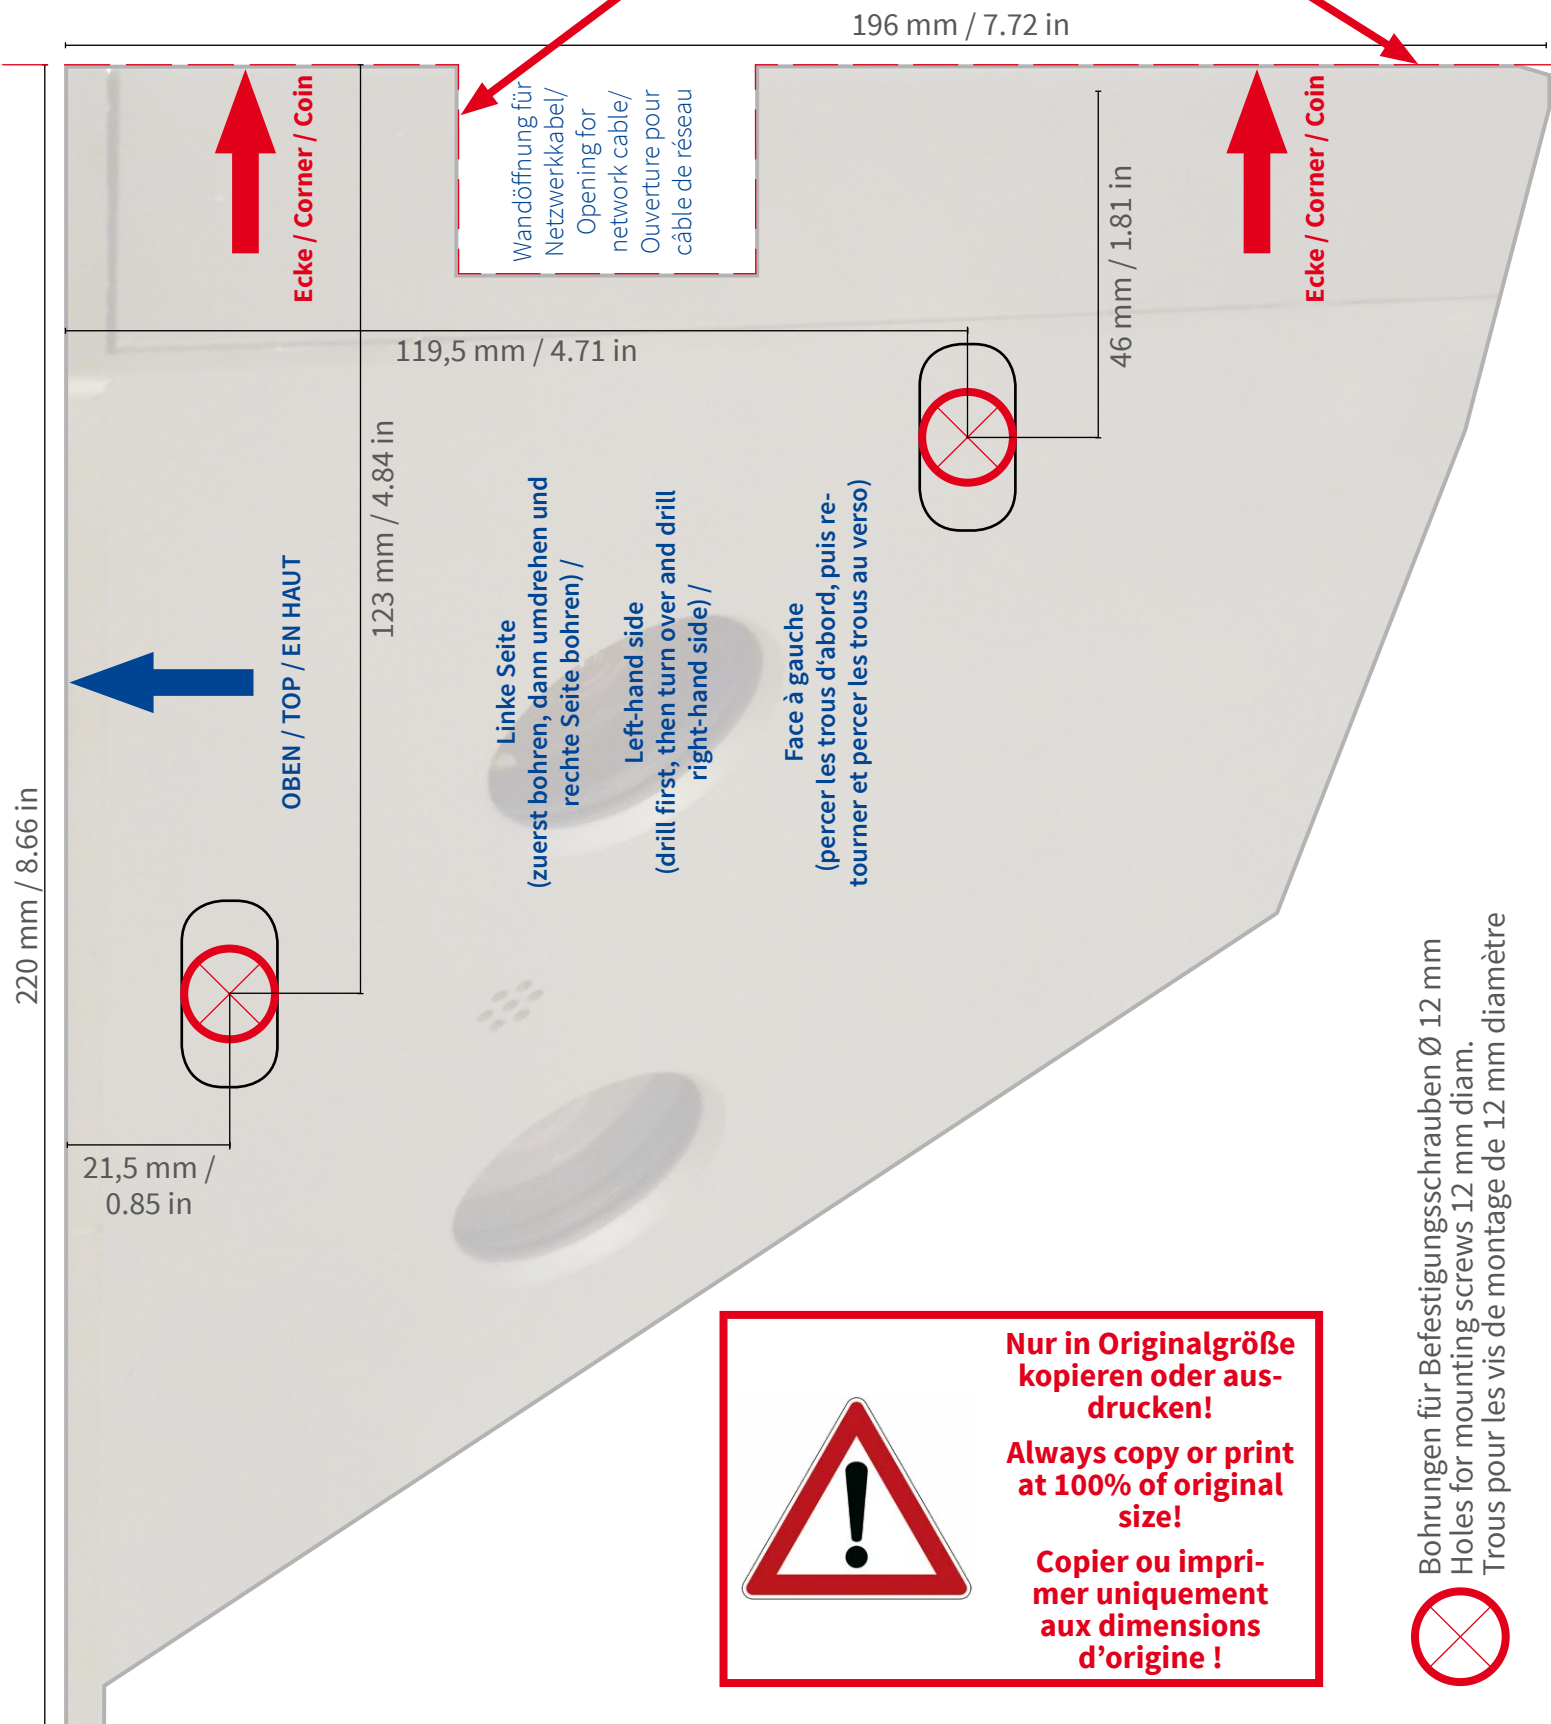 196 mm / 7.72 in
Ecke / Corner / Coin
Wandöffnung für
Netzwerkkabel/
Opening for
network cable/
Ouverture pour
câble de réseau
46 mm / 1.81 in
Ecke / Corner / Coin
119,5 mm / 4.71 in
123 mm / 4.84 in
OBEN / TOP / EN HAUT
Linke Seite
(zuerst bohren, dann umdrehen und
rechte Seite bohren) /
Left-hand side
(drill first, then turn over and drill
right-hand side) /
Face à gauche
(percer les trous d‘abord, puis re-
tourner et percer les trous au verso)
220 mm / 8.66 in
21,5 mm /
0.85 in
Nur in Originalgröße
kopieren oder aus-
drucken!
Always copy or print
at 100% of original
size!
Copier ou impri-
mer uniquement
aux dimensions
d’origine !
Bohrungen für Befestigungsschrauben Ø 12 mm
Holes for mounting screws 12 mm diam.
Trous pour les vis de montage de 12 mm diamètre